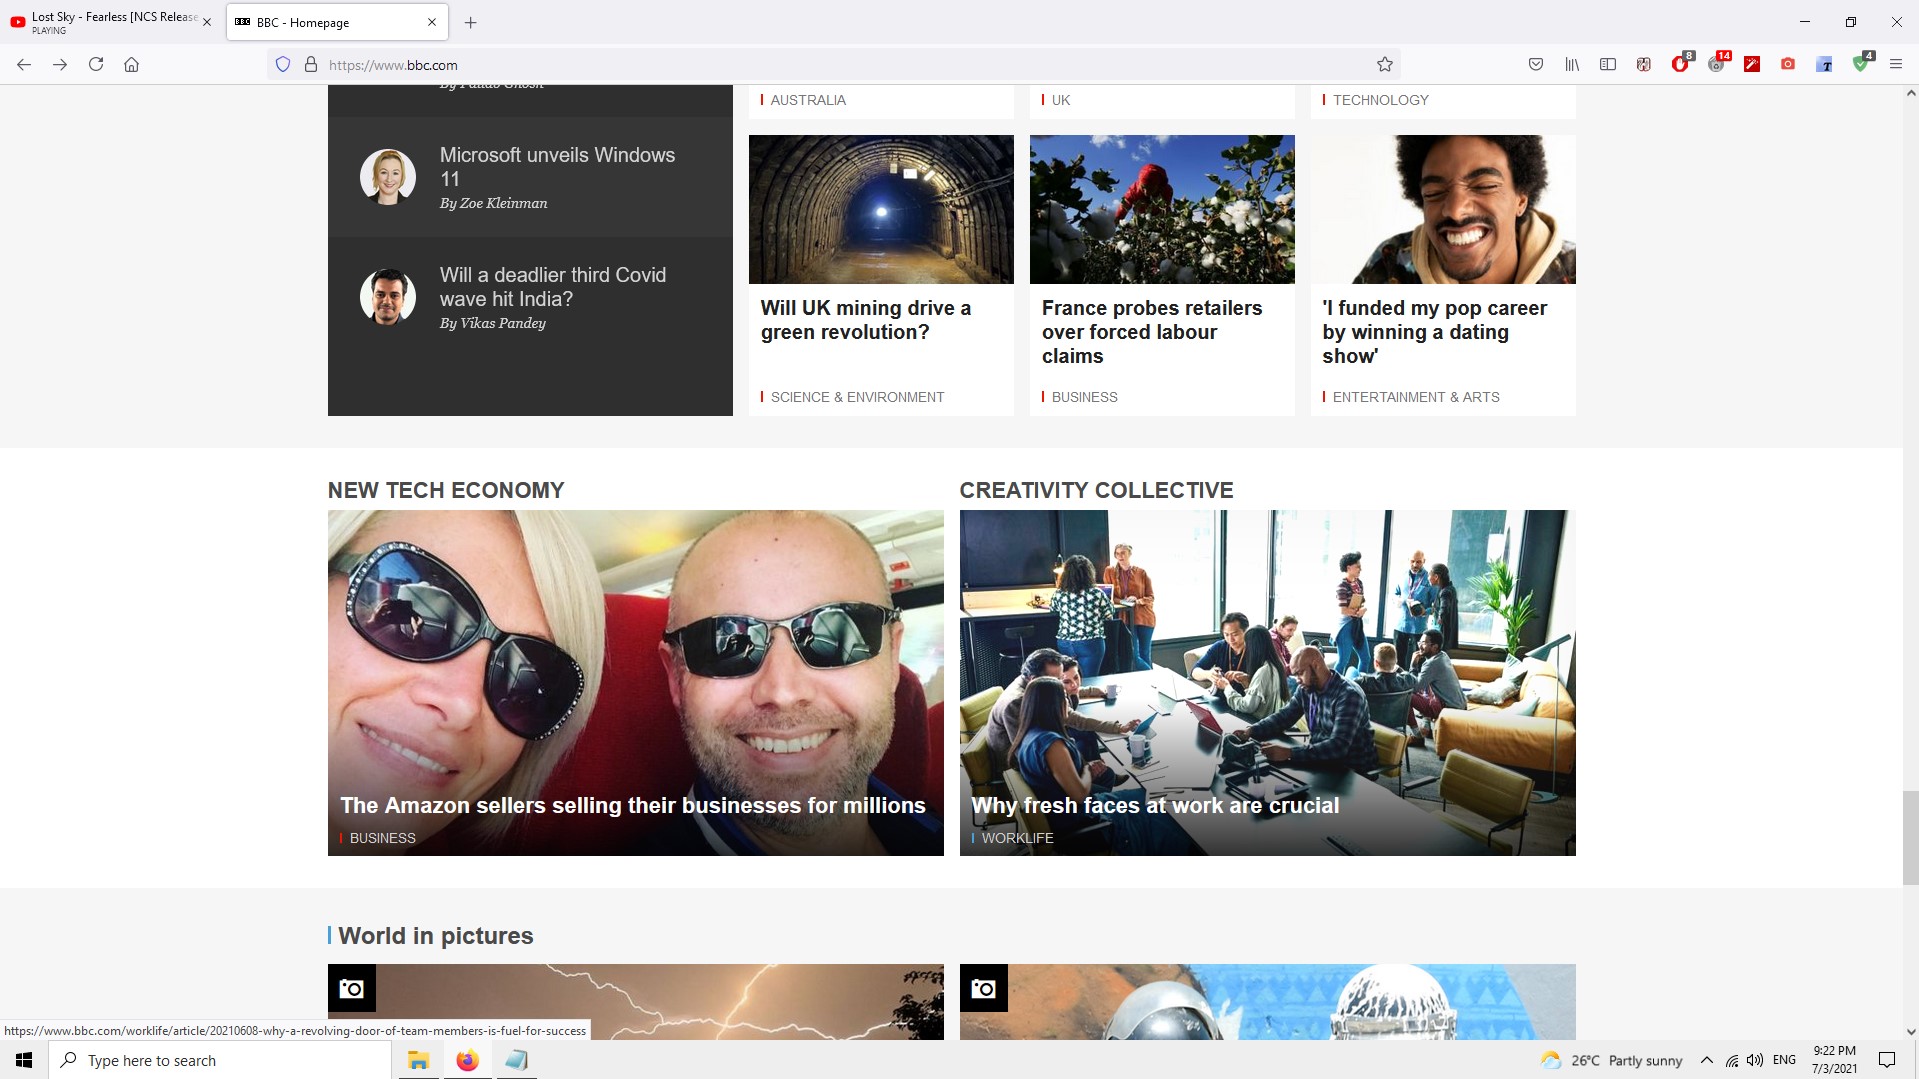 Lost Sky - Fearless [NCS Release
PLAYING
BBC - Homepage
https://www.bbc.com
8
14
4
AUSTRALIA
UK
TECHNOLOGY
Microsoft unveils Windows
11
By Zoe Kleinman
Will a deadlier third Covid
wave hit India?
By Vikas Pandey
Will UK mining drive a
green revolution?
SCIENCE & ENVIRONMENT
France probes retailers
over forced labour
claims
BUSINESS
'I funded my pop career
by winning a dating
show'
ENTERTAINMENT & ARTS
NEW TECH ECONOMY
The Amazon sellers selling their businesses for millions
BUSINESS
CREATIVITY COLLECTIVE
Why fresh faces at work are crucial
WORKLIFE
World in pictures
https://www.bbc.com/worklife/article/20210608-why-a-revolving-door-of-team-members-is-fuel-for-success
Type here to search
26°C Partly sunny
ENG
9:22 PM
7/3/2021